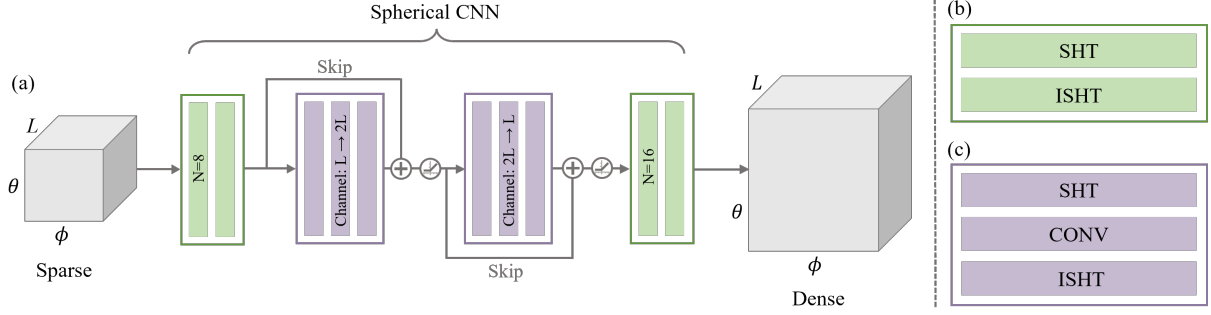 Spherical CNN
(a)
Skip
L
θ
ϕ
Sparse
N=8
Channel: L → 2L
Channel: 2L → L
Skip
N=16
L
θ
ϕ
Dense
(b)
SHT
ISHT
(c)
SHT
CONV
ISHT